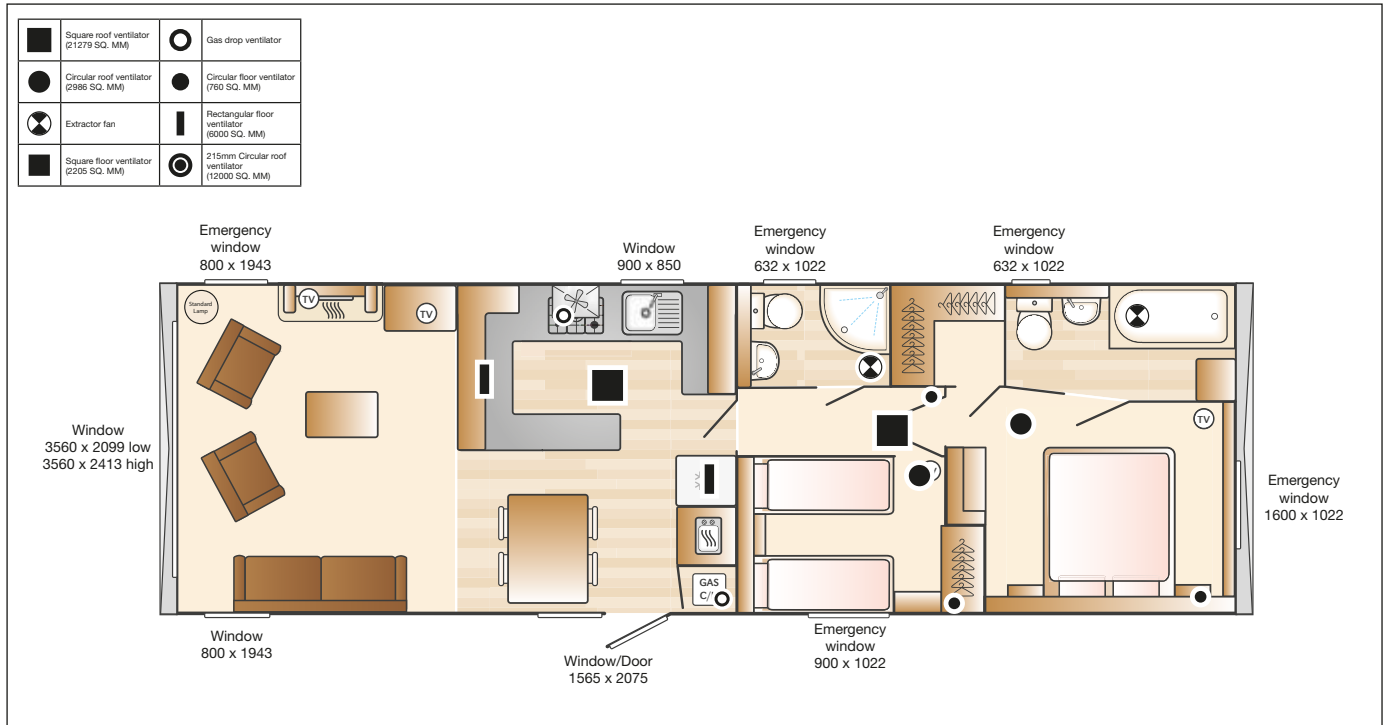 Square roof ventilator
(21279 SQ. MM)
Gas drop ventilator
Circular roof ventilator
(2986 SQ. MM)
Circular floor ventilator
(760 SQ. MM)
Extractor fan
Rectangular floor
ventilator
(6000 SQ. MM)
Square floor ventilator
(2205 SQ. MM)
215mm Circular roof
ventilator
(12000 SQ. MM)
Emergency
window
800 x 1943
Window
900 x 850
Emergency
window
632 x 1022
Emergency
window
632 x 1022
Standard
Lamp
TV
TV
TV
Window
3560 x 2099 low
3560 x 2413 high
Emergency
window
1600 x 1022
GAS
C/
Window
800 x 1943
Window/Door
1565 x 2075
Emergency
window
900 x 1022